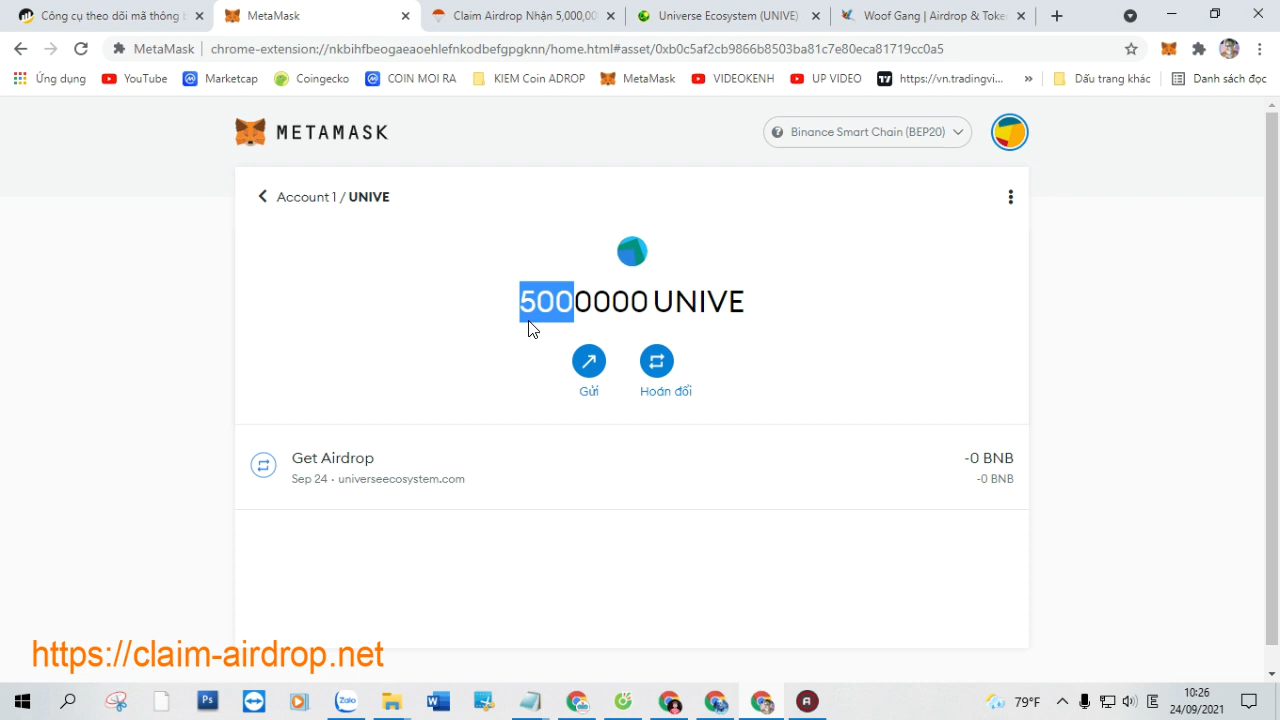 Công cụ theo dõi mã thông b
MetaMask
Claim Airdrop Nhận 5,000,00
Universe Ecosystem (UNIVE)
Woof Gang | Airdrop & Toke
MetaMask
chrome-extension://nkbihfbeogaeaoehlefnkodbefgpgknn/home.html#asset/0xb0c5af2cb9866b8503ba81c7e80eca81719cc0a5
Ứng dụng
YouTube
Marketcap
Coingecko
COIN MOI RA
KIEM Coin ADROP
MetaMask
VIDEOKENH
UP VIDEO
https://vn.tradingvi...
»
Dấu trang khác
Danh sách đọc
METAMASK
Binance Smart Chain (BEP20)
Account 1 / UNIVE
5000000 UNIVE
Gửi
Hoán đổi
Get Airdrop
-0 BNB
Sep 24 · universeecosystem.com
-0 BNB
https://claim-airdrop.net
Ps
Zalo
79°F
10:26
24/09/2021